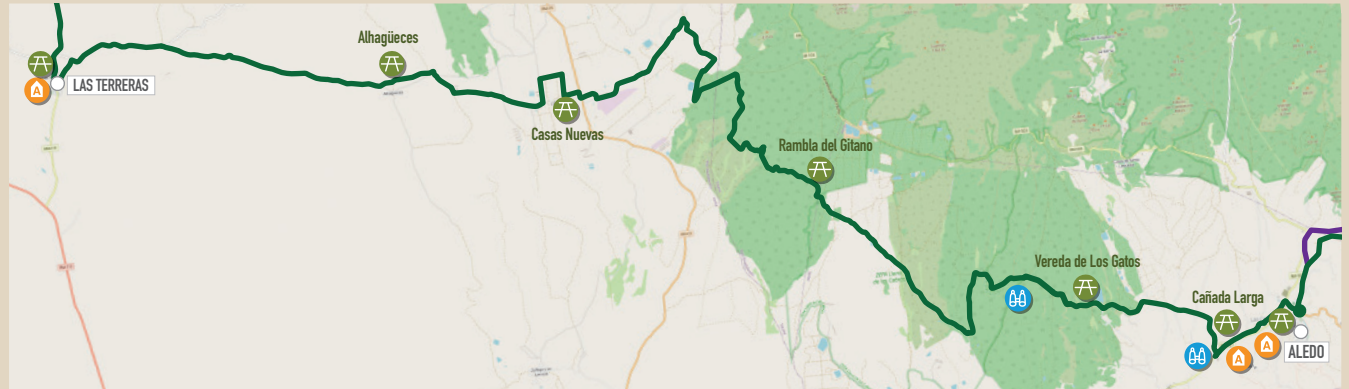 Alhagüeces
LAS TERRERAS
Casas Nuevas
Rambla del Gitano
Vereda de Los Gatos
Cañada Larga
ALEDO
A
A
A